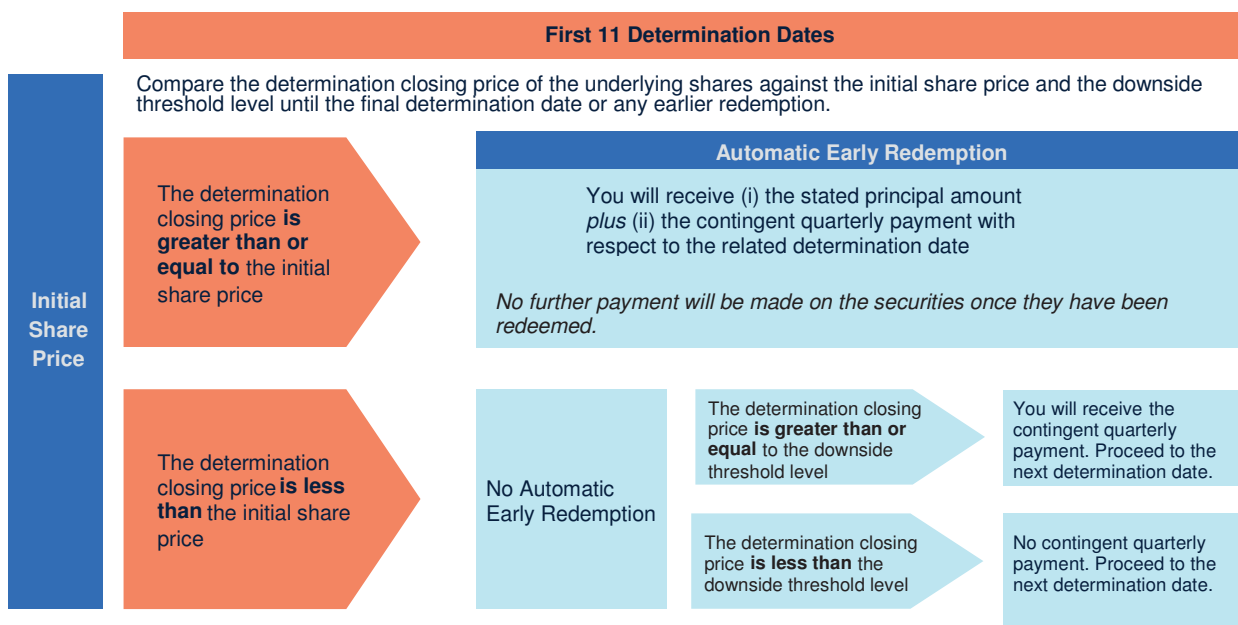 First 11 Determination Dates
Compare the determination closing price of the underlying shares against the initial share price and the downside
threshold level until the final determination date or any earlier redemption.
Initial
Share
Price
The determination
closing price is
greater than or
equal to the initial
share price
Automatic Early Redemption
You will receive (i) the stated principal amount
plus (ii) the contingent quarterly payment with
respect to the related determination date
No further payment will be made on the securities once they have been
redeemed.
The determination
closing price is less
than the initial share
price
No Automatic
Early Redemption
The determination closing
price is greater than or
equal to the downside
threshold level
You will receive the
contingent quarterly
payment. Proceed to the
next determination date.
The determination closing
price is less than the
downside threshold level
No contingent quarterly
payment. Proceed to the
next determination date.